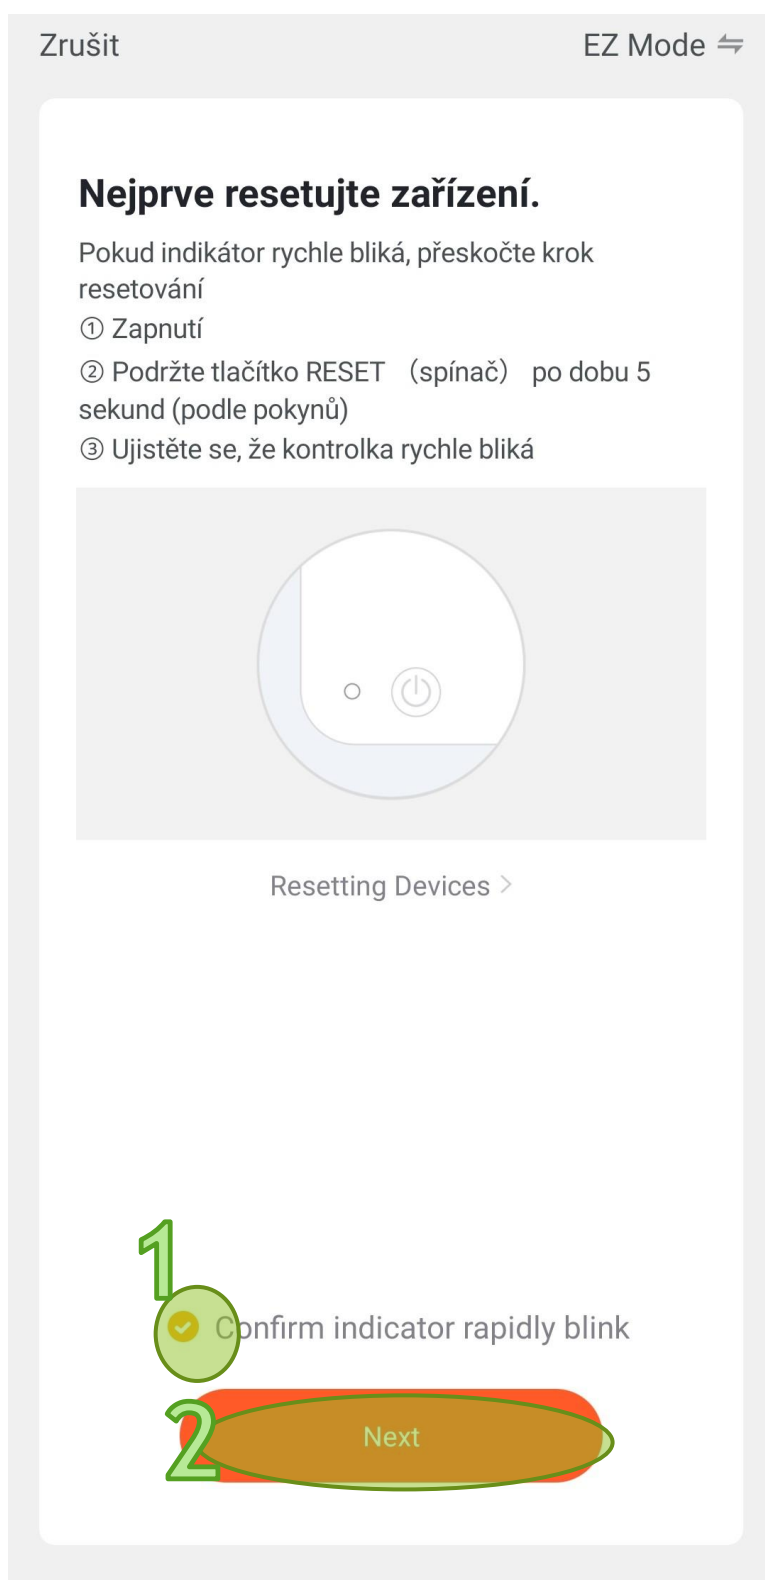 Zrušit
EZ Mode ⇋
Nejprve resetujte zařízení.
Pokud indikátor rychle bliká, přeskočte krok
resetování
① Zapnutí
② Podržte tlačítko RESET （spínač） po dobu 5
sekund (podle pokynů)
③ Ujistěte se, že kontrolka rychle bliká
Resetting Devices >
1
Confirm indicator rapidly blink
2
Next